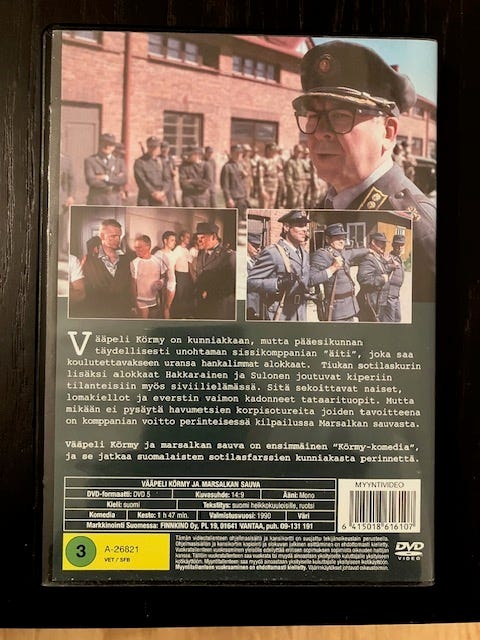 Vääpeli Körmy on kunniakkaan, mutta pääesikunnan
täydellisesti unohtaman sissikomppanian "äiti", joka saa
koulutettavakseen uransa hankalimmat alokkaat. Tiukan sotilaskurin
lisäksi alokkaat Hakkarainen ja Sulonen joutuvat kiperiin
tilanteisiin myös siviilielämässä. Sitä sekoittavat naiset,
lomakiellot ja everstin vaimon kadonneet tataarituopit. Mutta
mikään ei pysäytä havumetsien korpisotureita joiden tavoitteena
on komppanian voitto perinteisessä kilpailussa Marsalkan sauvasta.
Vääpeli Körmy ja marsalkan sauva on ensimmäinen "Körmy-komedia",
ja se jatkaa suomalaisten sotilasfarssien kunniakasta perinnettä.
VÄÄPELI KÖRMY JA MARSALKAN SAUVA
DVD-formaatti: DVD 5 Kuvasuhde: 14:9 Ääni: Mono
Kieli: suomi Tekstitys: suomi heikkokuuloisille, ruotsi
Komedia Kesto: 1 h 47 min. Valmistusvuosi: 1990 Väri
Markkinointi Suomessa: FINNKINO Oy, PL 19, 01641 VANTAA, puh. 09-131 191
MYYNTIVIDEO
6 415018 616107
3 A-26821
VET / SFB
DVD
VIDEO